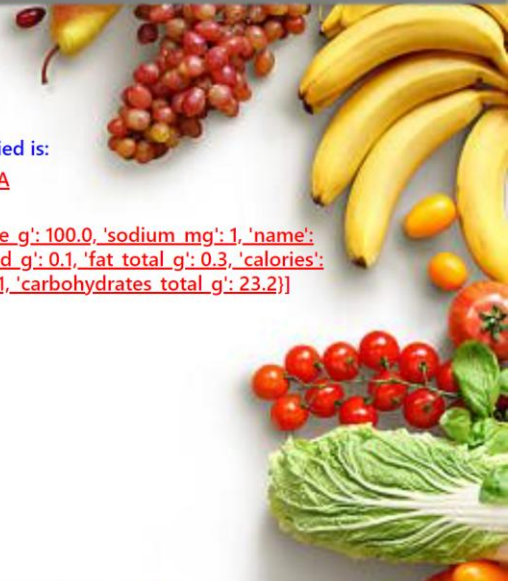 ied is:
A
e_g': 100.0, 'sodium_mg': 1, 'name':
d_g': 0.1, 'fat_total_g': 0.3, 'calories':
1, 'carbohydrates_total_g': 23.2}]